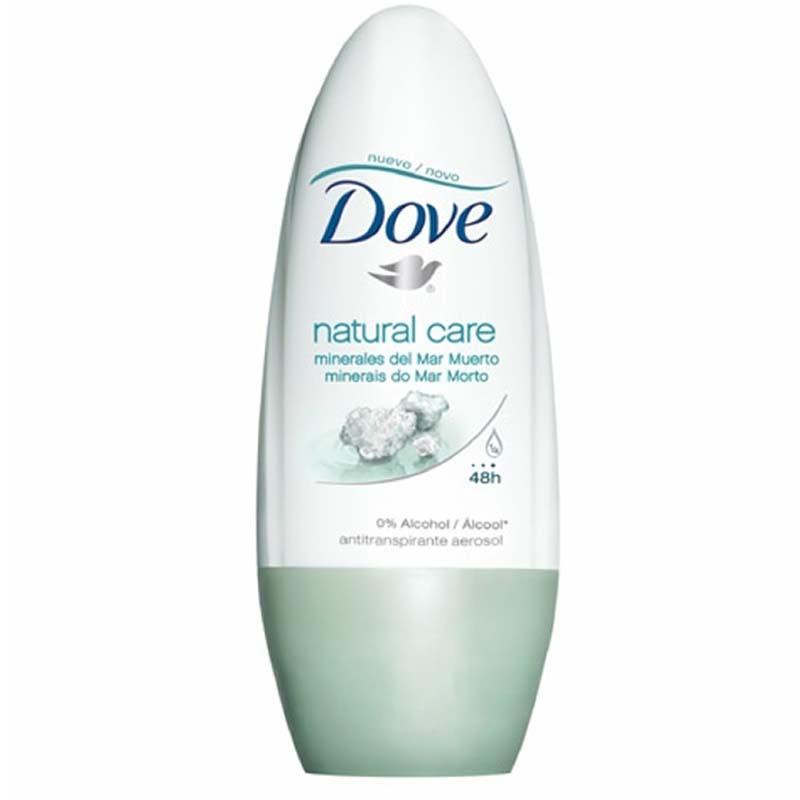 nuevo / novo
Dove
natural care
minerales del Mar Muerto
minerais do Mar Morto
48h
0% Alcohol / Álcool*
antitranspirante aerosol